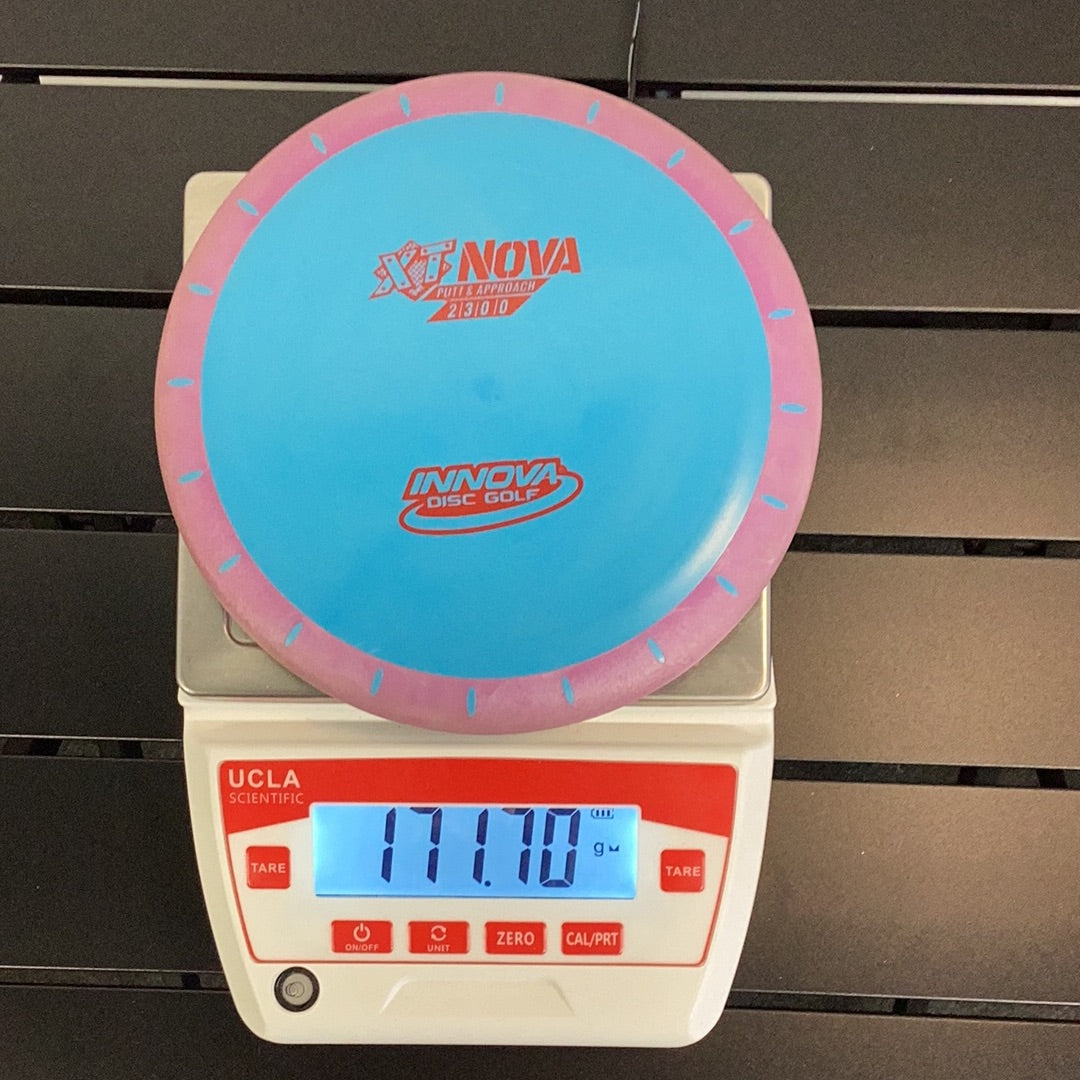 XT NOVA
PUTT & APPROACH
2|3|0|0
INNOVA
DISC GOLF
UCLA
SCIENTIFIC
171.70
g
TARE
TARE
ON/OFF
UNIT
ZERO
CAL/PRT